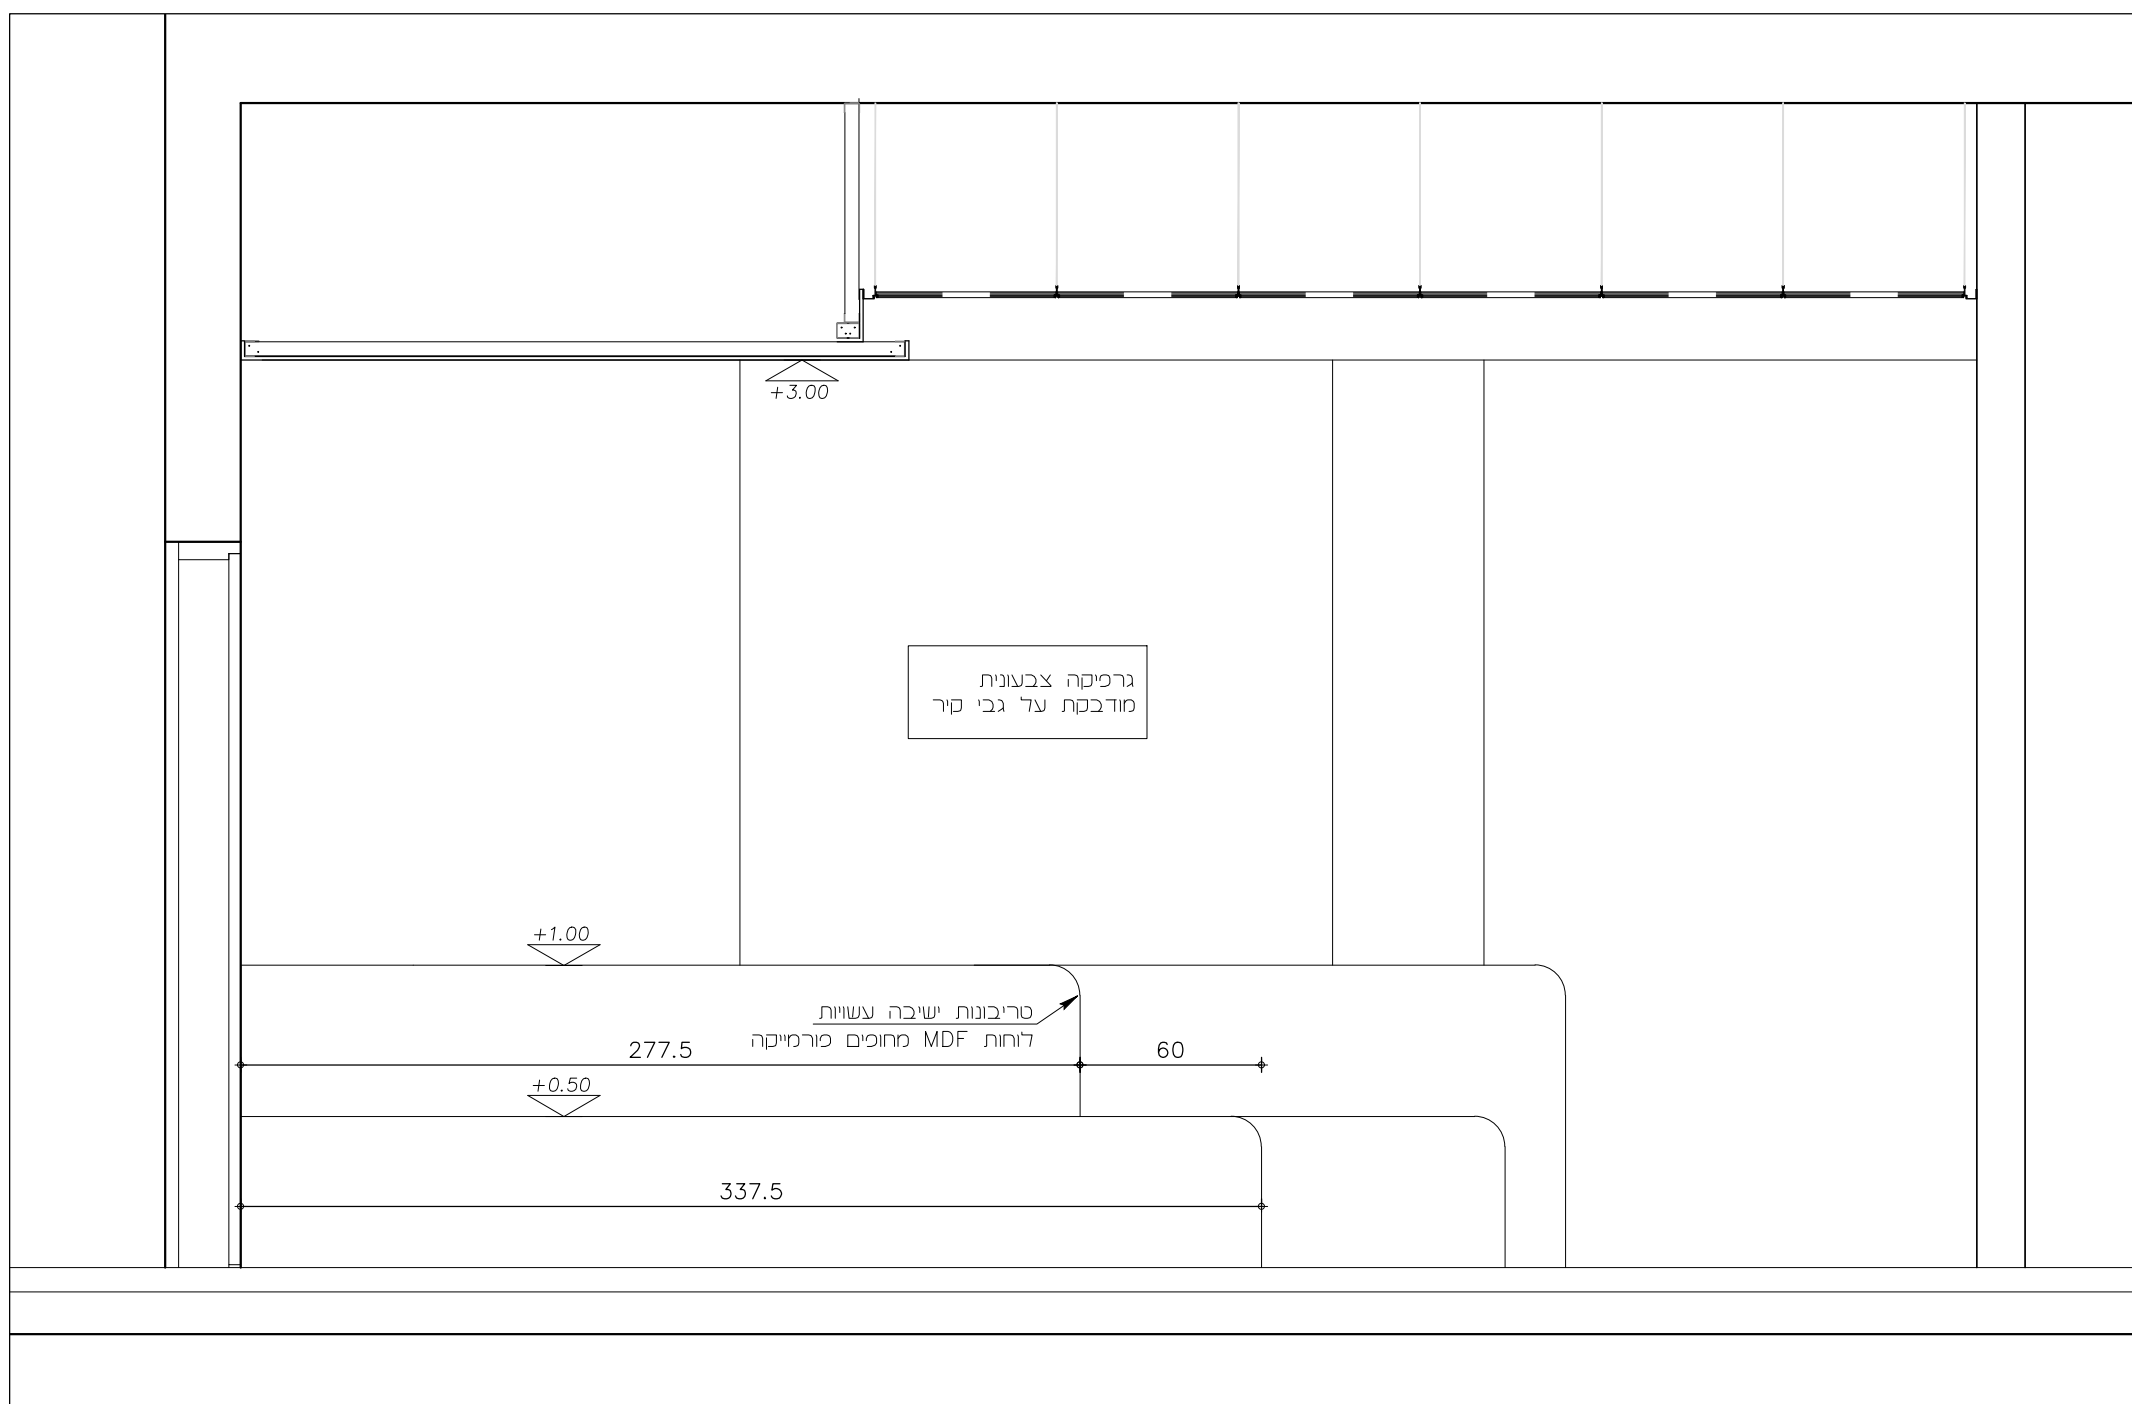 +3.00
גרפיקה צבעונית
מודבקת על גבי קיר
+1.00
טריבונות ישיבה עשויות
לוחות MDF מחופים פורמייקה
277.5
60
+0.50
337.5